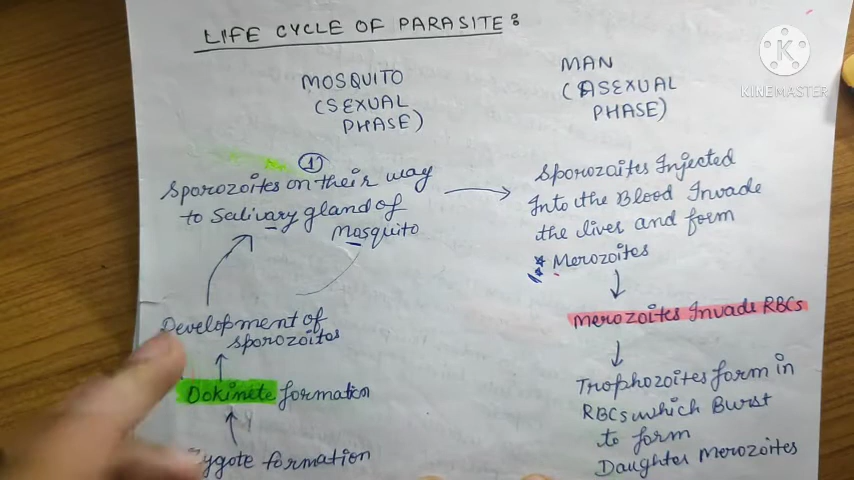 LIFE CYCLE OF PARASITE:
MOSQUITO
(SEXUAL
PHASE)
MAN
(ASEXUAL
PHASE)
1
Sporozoites on their way
to Salivary gland of
Mosquito
Sporozoites Injected
Into the Blood Invade
the liver and form
Merozoites
Merozoites Invade RBCs
Trophozoites form in
RBCs which Burst
to form
Daughter Merozoites
Development of
sporozoites
Ookinete formation
Zygote formation
K
KINEMASTER